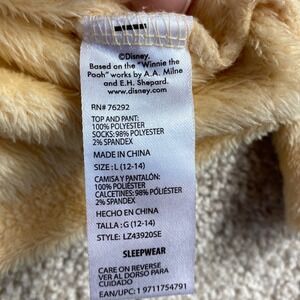 ©Disney.
Based on the "Winnie the
Pooh" works by A.A. Milne
and E.H. Shepard.
www.disney.com
RN# 76292
TOP AND PANT:
100% POLYESTER
SOCKS: 98% POLYESTER
2% SPANDEX
MADE IN CHINA
SIZE: L (12-14)
CAMISA Y PANTALÓN:
100% POLIÉSTER
CALCETINES: 98% POLIÉSTER
2% SPANDEX
HECHO EN CHINA
TALLA: G (12-14)
STYLE: LZ43920SE
SLEEPWEAR
CARE ON REVERSE
VER AL DORSO PARA
CUIDADO
EAN/UPC: 1 9711754791